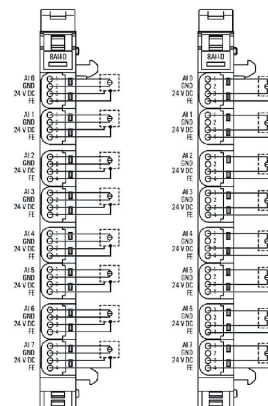 8AI-I-D
AI 0
GND
24 V DC
FE
AI 1
GND
24 V DC
FE
AI 2
GND
24 V DC
FE
AI 3
GND
24 V DC
FE
AI 4
GND
24 V DC
FE
AI 5
GND
24 V DC
FE
AI 6
GND
24 V DC
FE
AI 7
GND
24 V DC
FE
8AI-I-D
AI 0
GND
24 V DC
FE
AI 1
GND
24 V DC
FE
AI 2
GND
24 V DC
FE
AI 3
GND
24 V DC
FE
AI 4
GND
24 V DC
FE
AI 5
GND
24 V DC
FE
AI 6
GND
24 V DC
FE
AI 7
GND
24 V DC
FE